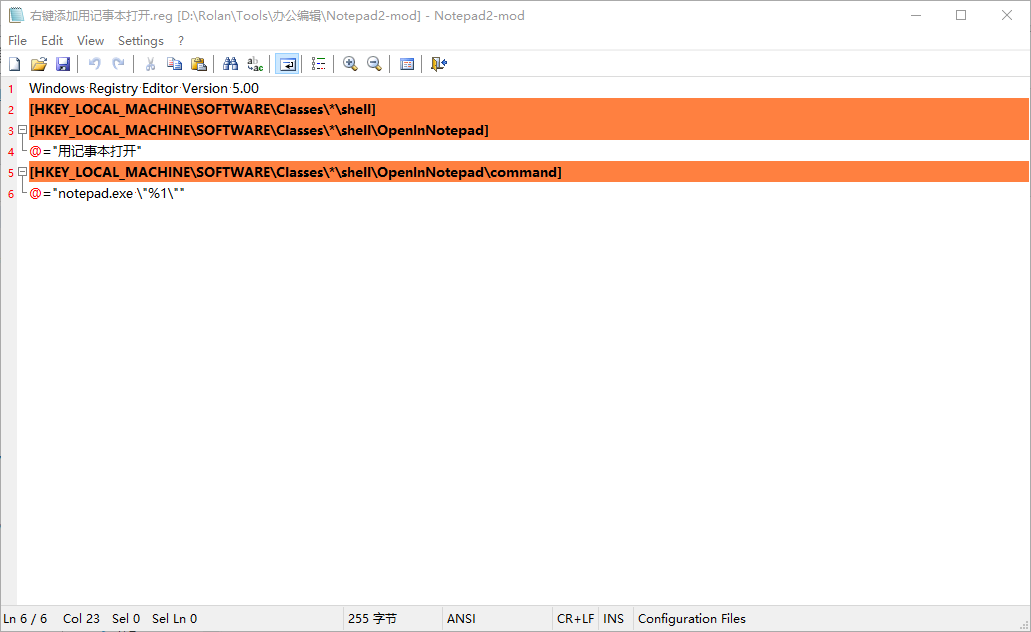 右键添加用记事本打开.reg [D:\Rolan\Tools\办公编辑\Notepad2-mod] - Notepad2-mod
File Edit View Settings ?
1 Windows Registry Editor Version 5.00
2 [HKEY_LOCAL_MACHINE\SOFTWARE\Classes\*\shell]
3 [HKEY_LOCAL_MACHINE\SOFTWARE\Classes\*\shell\OpenInNotepad]
4 @="用记事本打开"
5 [HKEY_LOCAL_MACHINE\SOFTWARE\Classes\*\shell\OpenInNotepad\command]
6 @="notepad.exe \"%1\""
Ln 6 / 6 Col 23 Sel 0 Sel Ln 0 255 字节 ANSI CR+LF INS Configuration Files